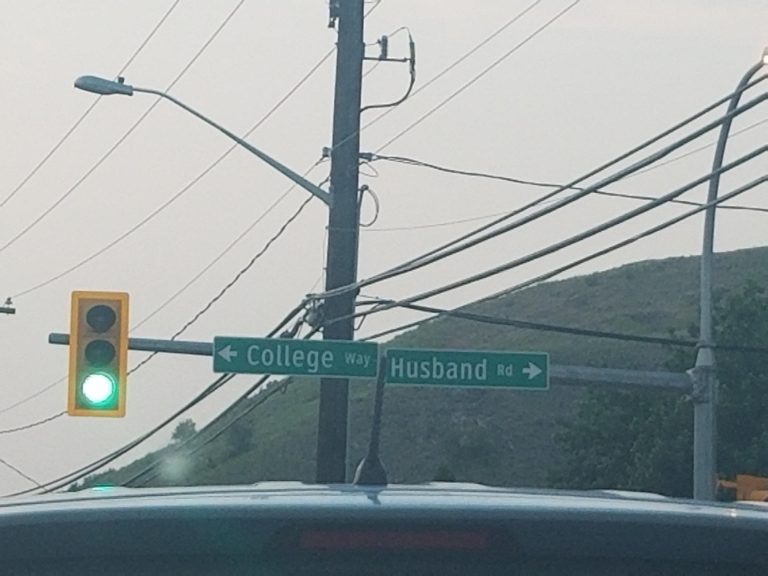 ← College Way
Husband Rd →